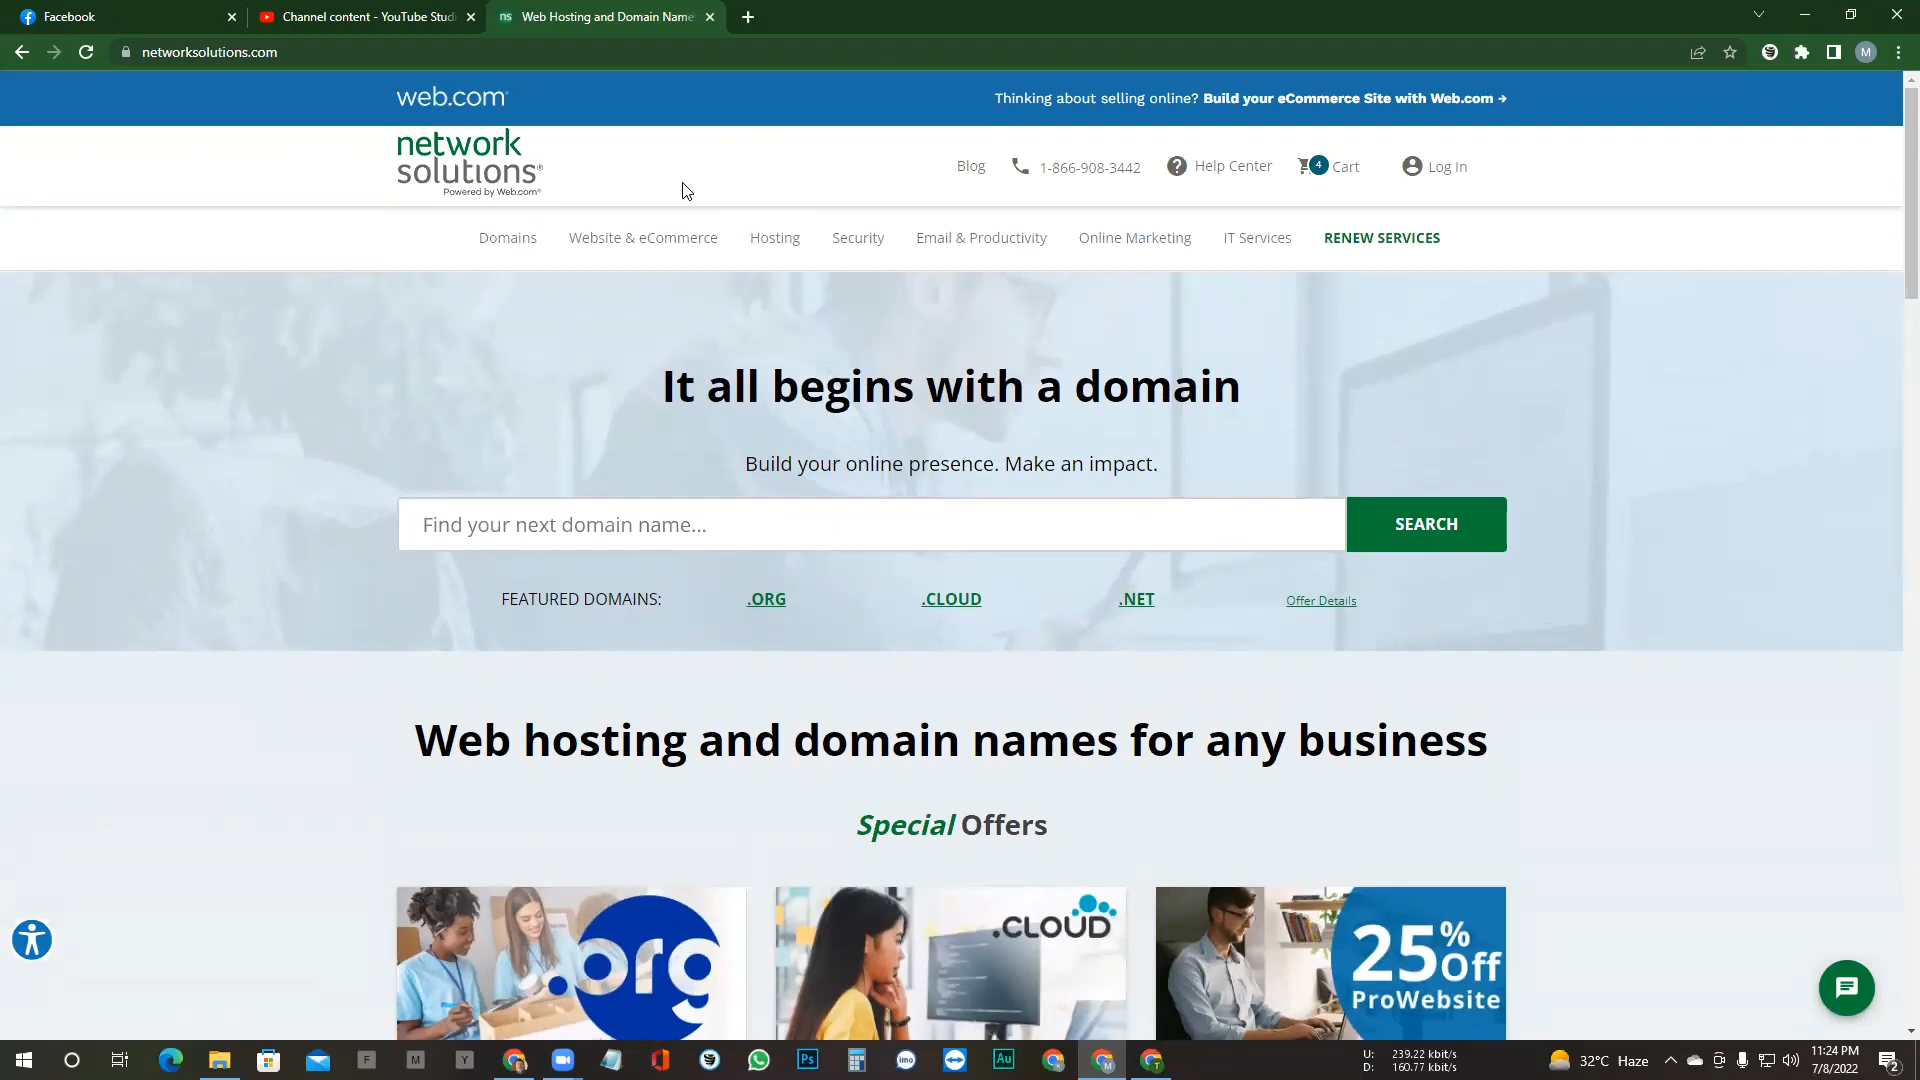 Facebook
Channel content - YouTube Studi
ns Web Hosting and Domain Name
networksolutions.com
M
web.com
Thinking about selling online? Build your eCommerce Site with Web.com →
network
solutions®
Powered by Web.com®
Blog
1-866-908-3442
Help Center
4 Cart
Log In
Domains
Website & eCommerce
Hosting
Security
Email & Productivity
Online Marketing
IT Services
RENEW SERVICES
It all begins with a domain
Build your online presence. Make an impact.
Find your next domain name...
SEARCH
FEATURED DOMAINS:
.ORG
.CLOUD
.NET
Offer Details
Web hosting and domain names for any business
Special Offers
.org
.CLOUD
25% Off
ProWebsite
F
M
Y
Ps
imo
Au
U: 239.22 kbit/s
D: 160.77 kbit/s
32°C Haze
11:24 PM
7/8/2022
2